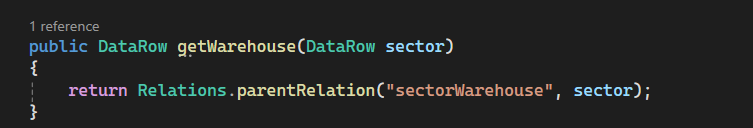 1 reference
public DataRow getWarehouse(DataRow sector)
{
return Relations.parentRelation("sectorWarehouse", sector);
}